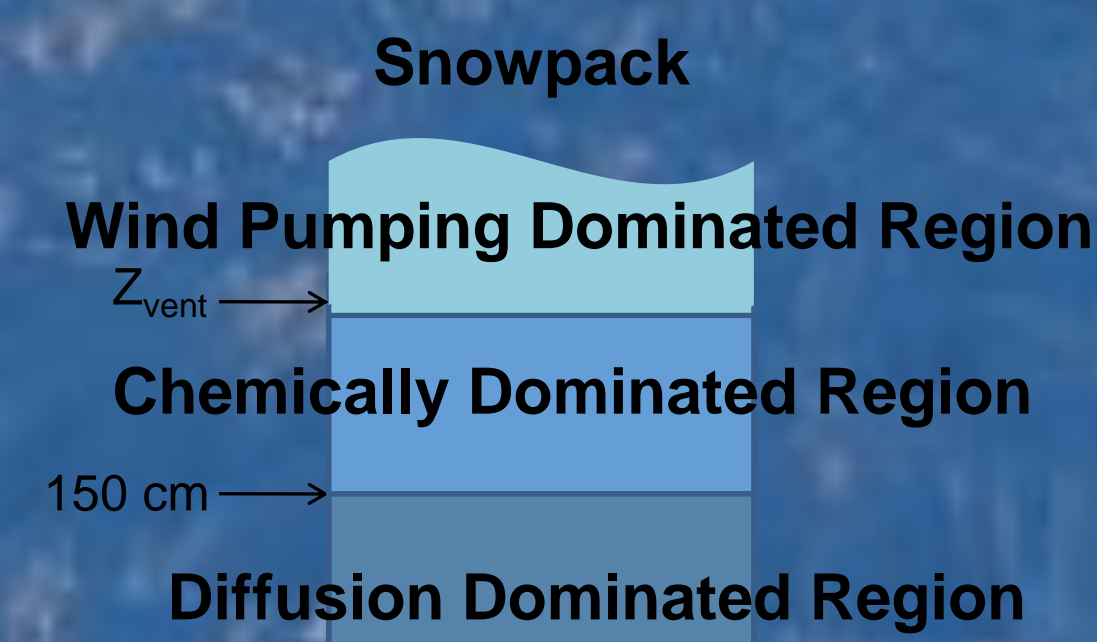 Snowpack
Wind Pumping Dominated Region
Zvent
Chemically Dominated Region
150 cm
Diffusion Dominated Region